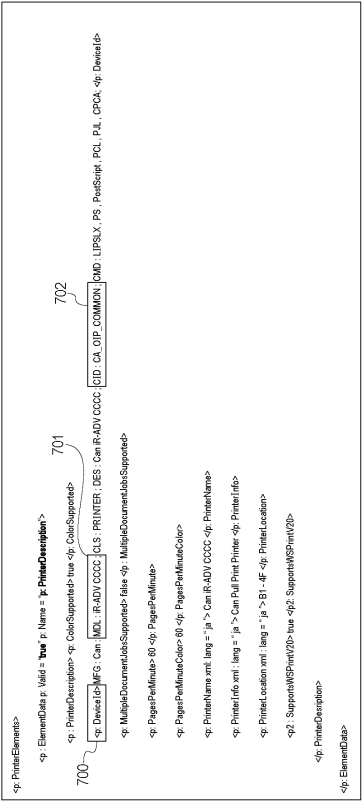 <p: PrinterElements>
<p : ElementData p: Valid = "true" p: Name = "p: PrinterDescription">
<p : PrinterDescription> <p: ColorSupported> true </p: ColorSupported>
701
702
700
<p: DeviceId> MFG : Can ; MDL : iR-ADV CCCC ; CLS : PRINTER ; DES : Can iR-ADV CCCC ; CID : CA_OIP_COMMON ; CMD : LIPSLX , PS , PostScript , PCL , PJL , CPCA; </p: DeviceId>
<p: MultipleDocumentJobsSupported> false </p : MultipleDocumentJobsSupported>
<p: PagesPerMinute> 60 </p: PagesPerMinute>
<p: PagesPerMinuteColor> 60 </p: PagesPerMinuteColor>
<p: PrinterName xml: lang = " ja "> Can iR-ADV CCCC </p: PrinterName>
<p: PrinterInfo xml : lang = " ja "> Can Pull Print Printer </p: PrinterInfo>
<p: PrinterLocation xml : lang = " ja "> B1 - 4F </p: PrinterLocation>
<p2 : SupportsWSPrintV20> true </p2: SupportsWSPrintV20>
</p: PrinterDesription>
</p: ElementData>